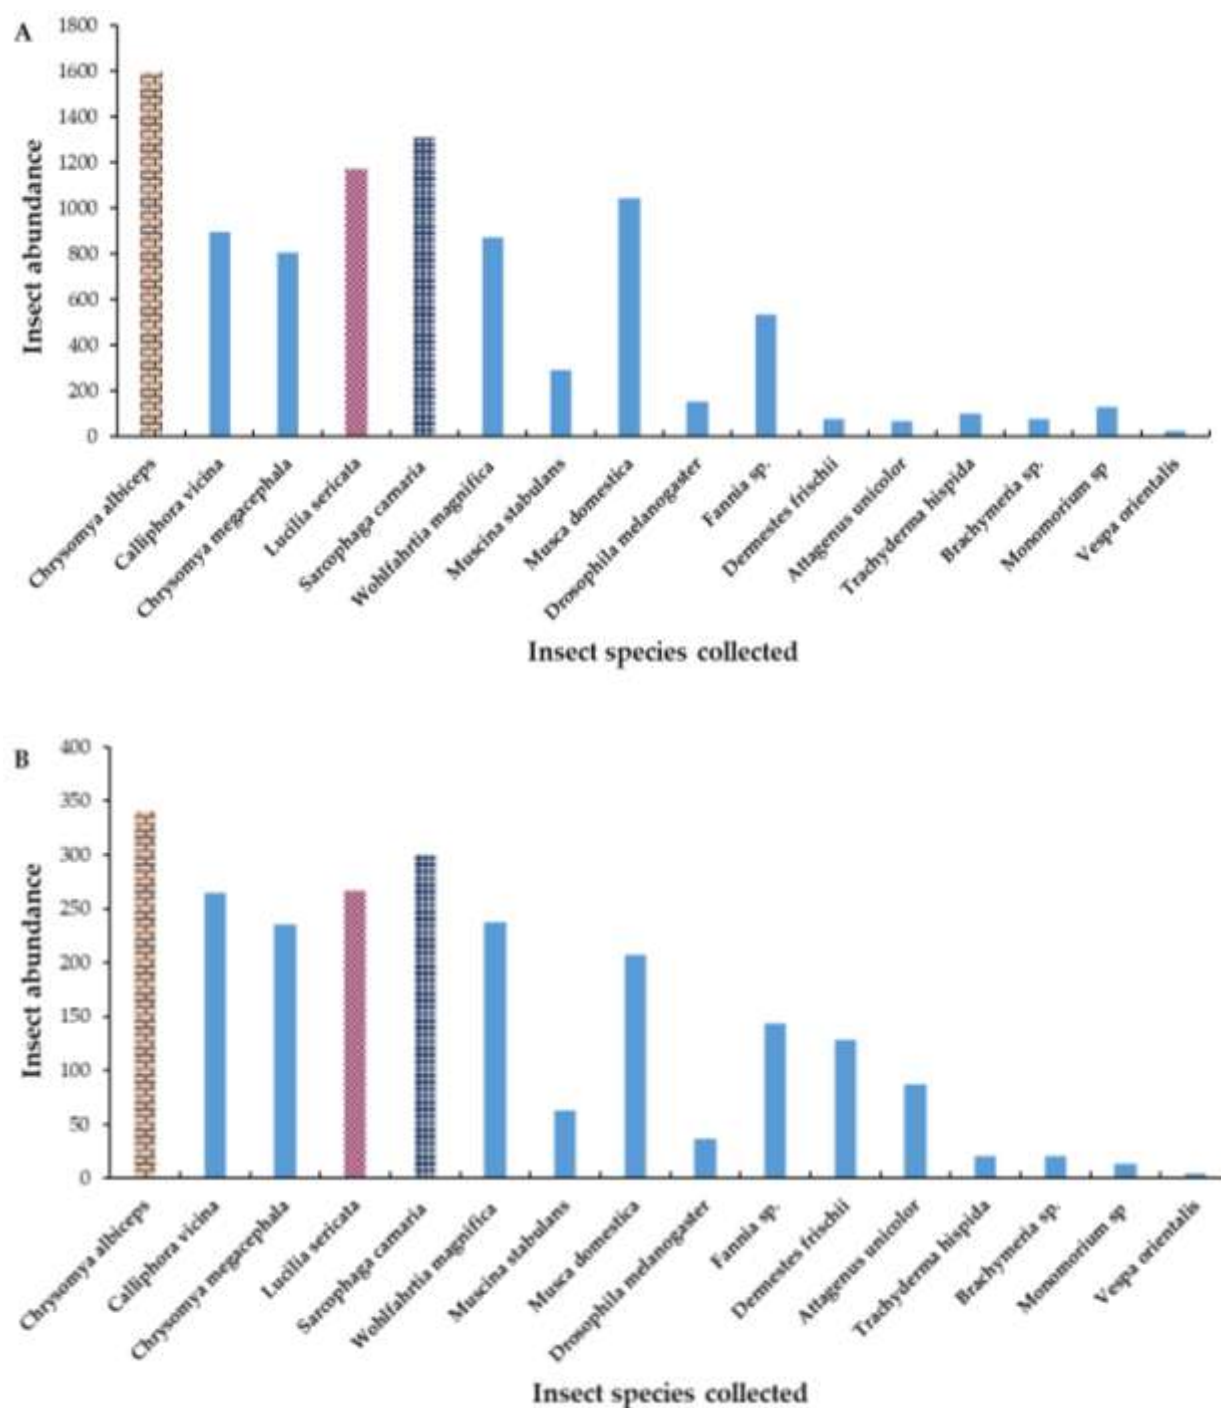 A
1800
1600
1400
1200
1000
800
600
400
200
0
Insect abundance
Chrysomya albiceps
Calliphora vicina
Chrysomya megacephala
Lucilia sericata
Sarcophaga camaria
Wohlfahrtia magnifica
Muscina stabulans
Musca domestica
Drosophila melanogaster
Fannia sp.
Dermestes frischii
Attagenus unicolor
Trachyderma hispida
Brachymeria sp.
Monomorium sp
Vespa orientalis
Insect species collected
B
400
350
300
250
200
150
100
50
0
Insect abundance
Chrysomya albiceps
Calliphora vicina
Chrysomya megacephala
Lucilia sericata
Sarcophaga camaria
Wohlfahrtia magnifica
Muscina stabulans
Musca domestica
Drosophila melanogaster
Fannia sp.
Dermestes frischii
Attagenus unicolor
Trachyderma hispida
Brachymeria sp.
Monomorium sp
Vespa orientalis
Insect species collected